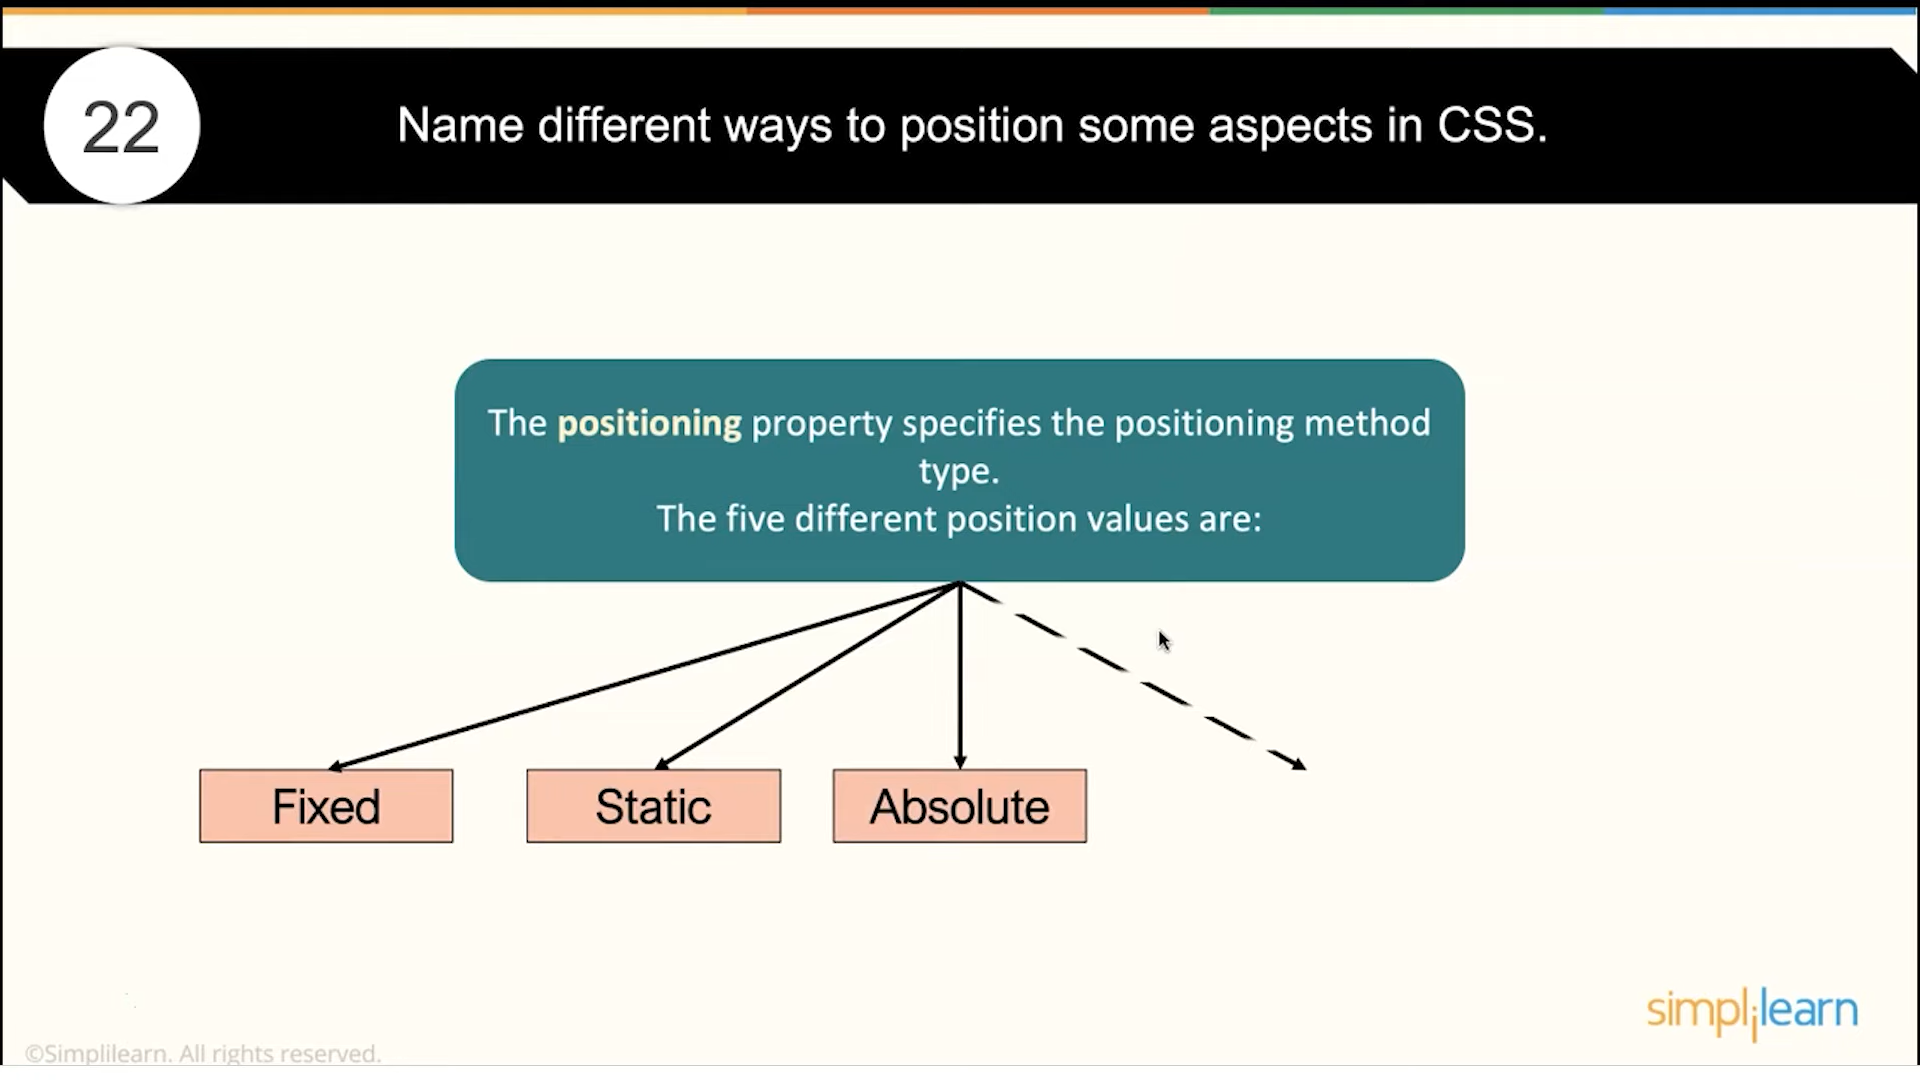 22
Name different ways to position some aspects in CSS.
The positioning property specifies the positioning method
type.
The five different position values are:
Fixed
Static
Absolute
simplilearn
©Simplilearn. All rights reserved.